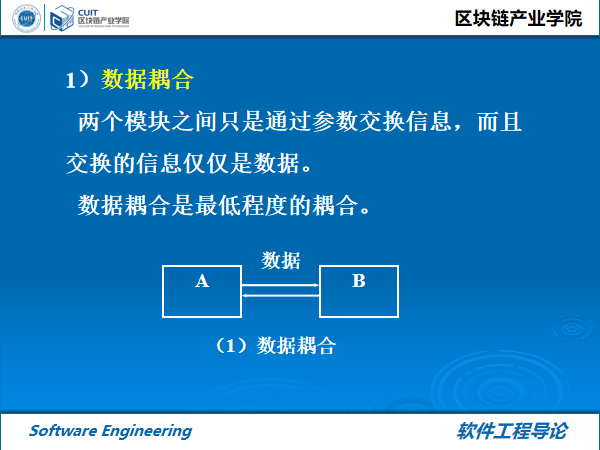 CUIT
区块链产业学院
区块链产业学院
1）数据耦合
两个模块之间只是通过参数交换信息，而且
交换的信息仅仅是数据。
数据耦合是最低程度的耦合。
数据
A
B
（1）数据耦合
Software Engineering
软件工程导论